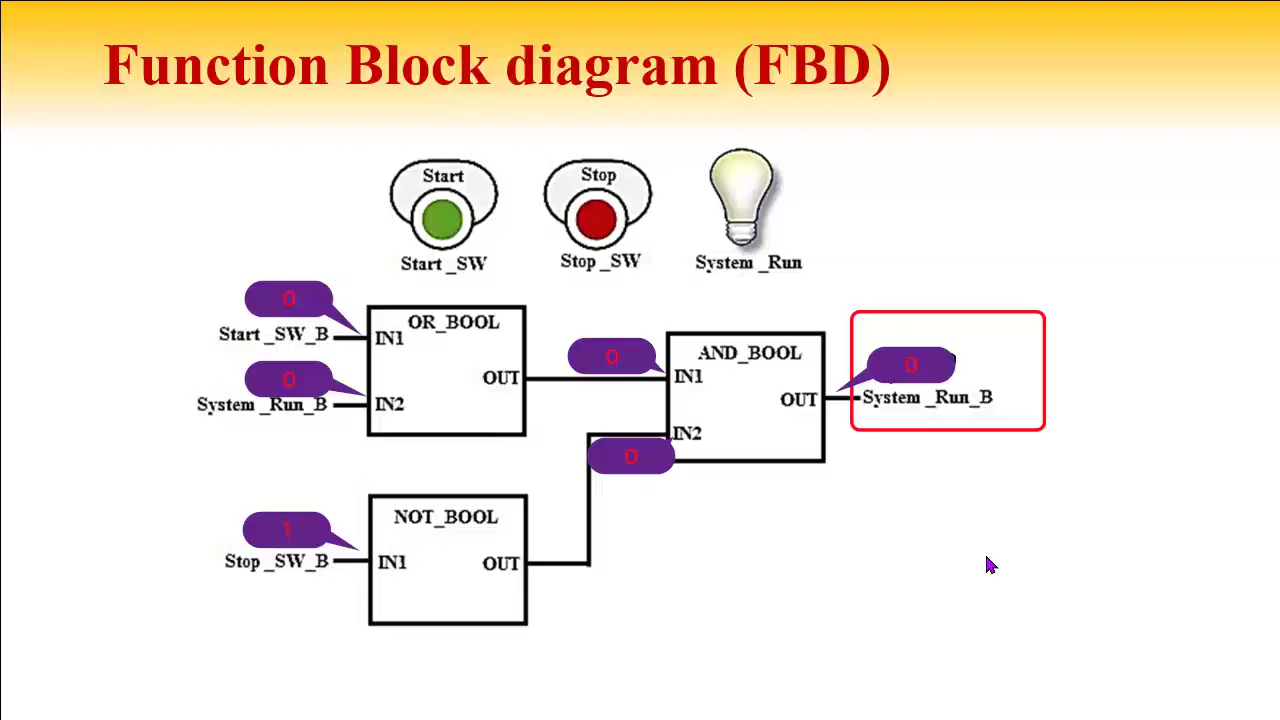 Function Block diagram (FBD)
Start
Stop
Start _SW
Stop _SW
System _Run
0
Start _SW_B
OR_BOOL
IN1
0
System _Run_B
IN2
OUT
0
AND_BOOL
IN1
OUT
0
System _Run_B
IN2
0
NOT_BOOL
1
Stop _SW_B
IN1
OUT